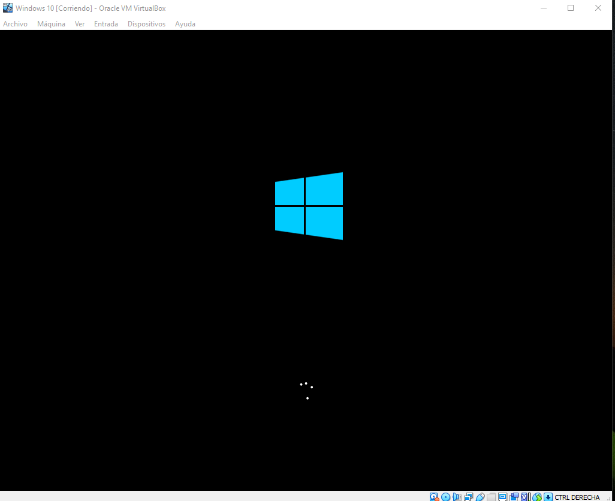 Windows 10 [Corriendo] - Oracle VM VirtualBox
Archivo Máquina Ver Entrada Dispositivos Ayuda
CTRL DERECHA